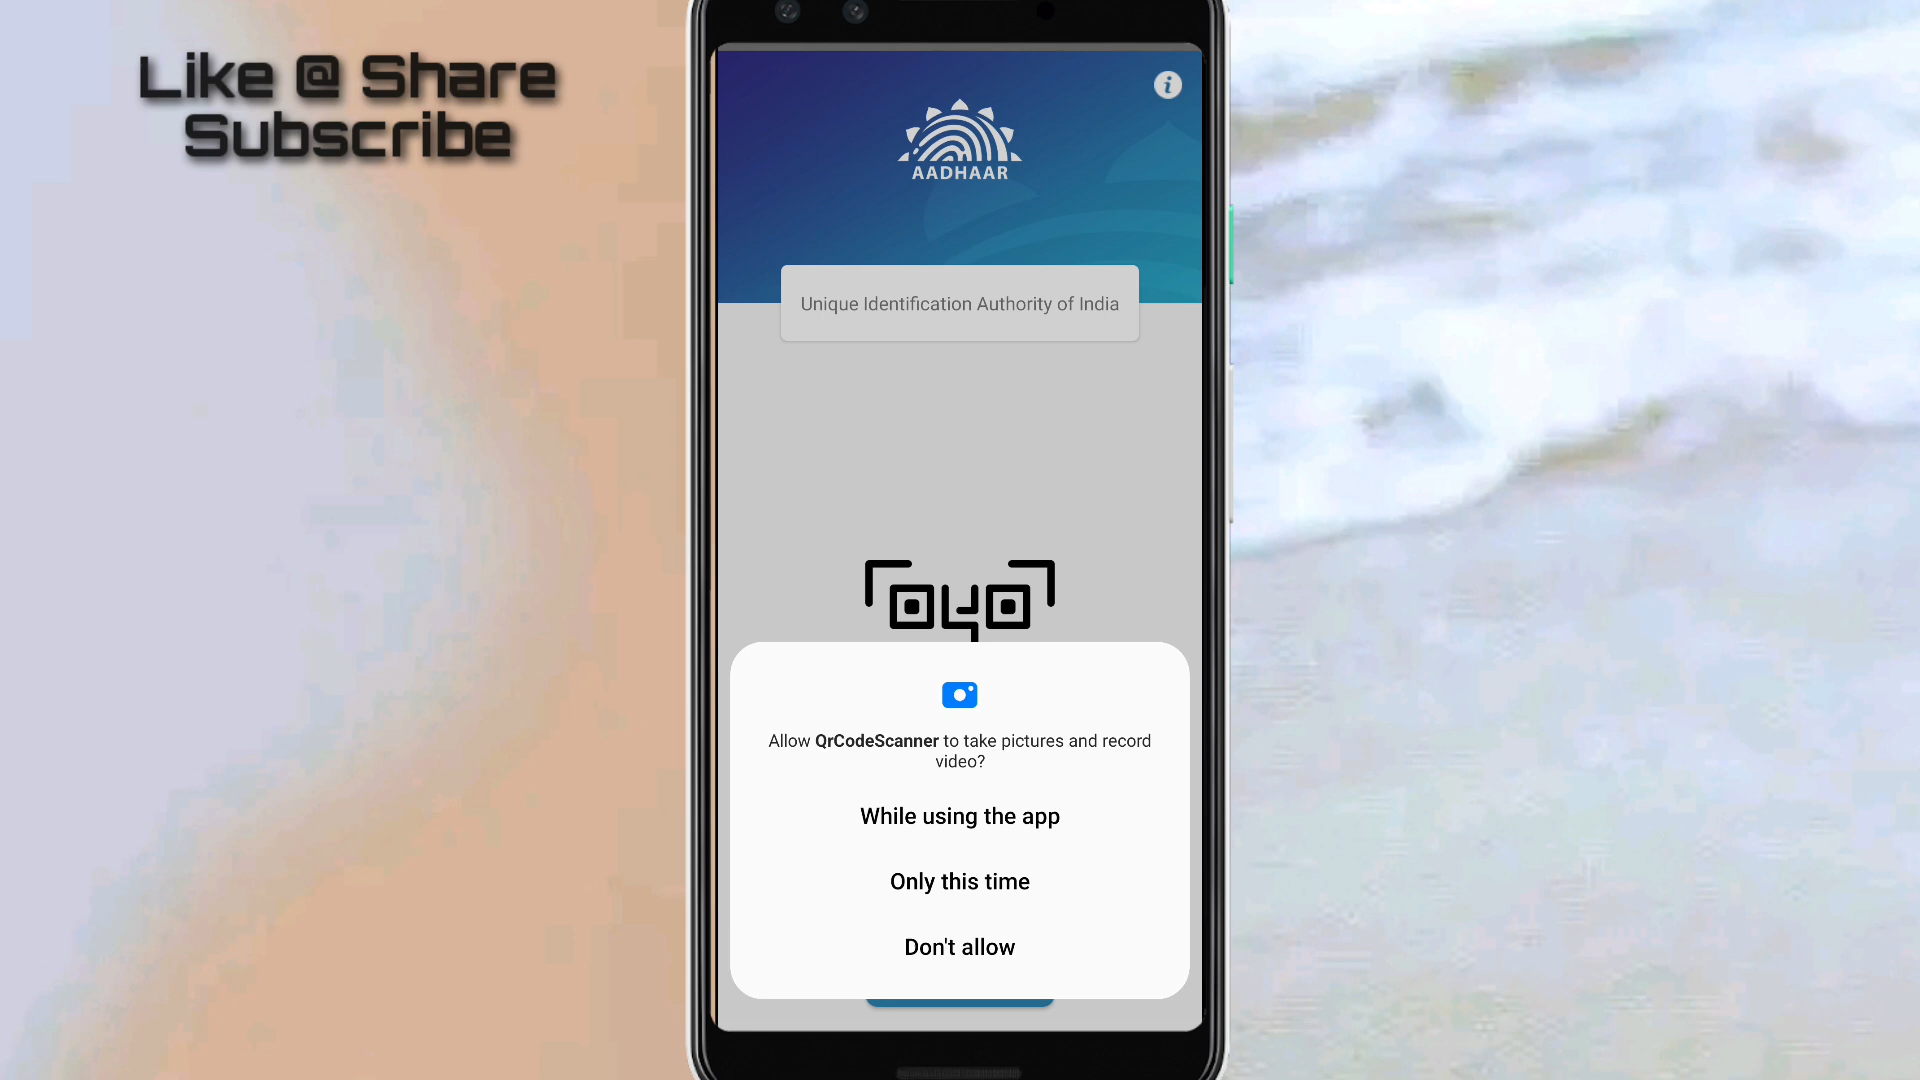 Like @ Share
Subscribe
i
AADHAAR
Unique Identification Authority of India
Allow QrCodeScanner to take pictures and record
video?
While using the app
Only this time
Don't allow